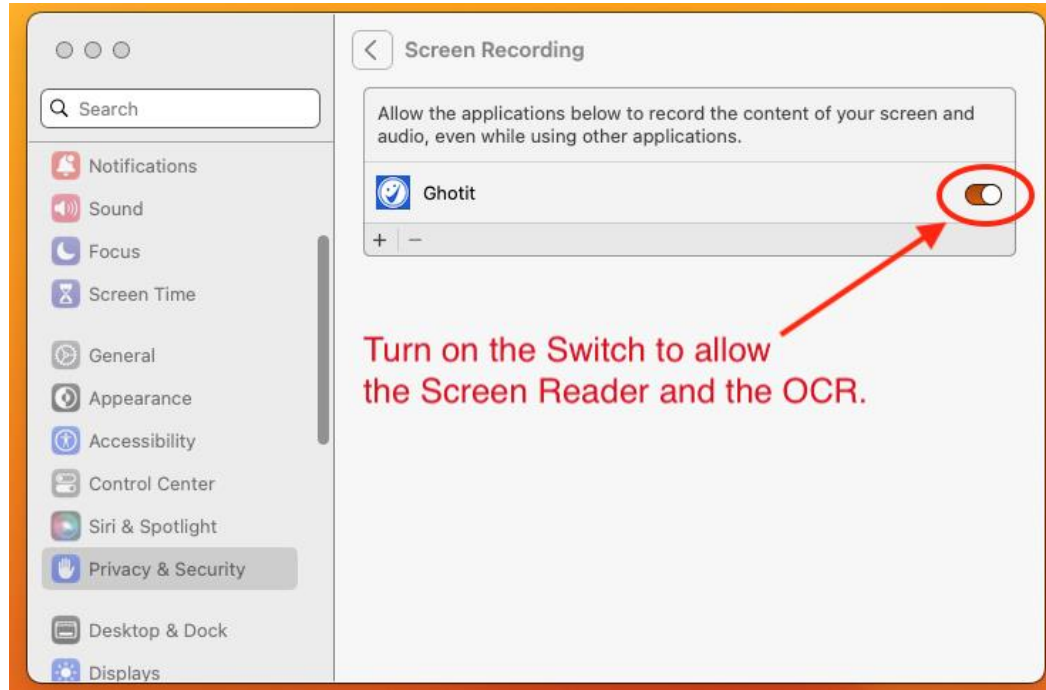 Search
Notifications
Sound
Focus
Screen Time
General
Appearance
Accessibility
Control Center
Siri & Spotlight
Privacy & Security
Desktop & Dock
Displays
Screen Recording
Allow the applications below to record the content of your screen and
audio, even while using other applications.
Ghotit
Turn on the Switch to allow
the Screen Reader and the OCR.